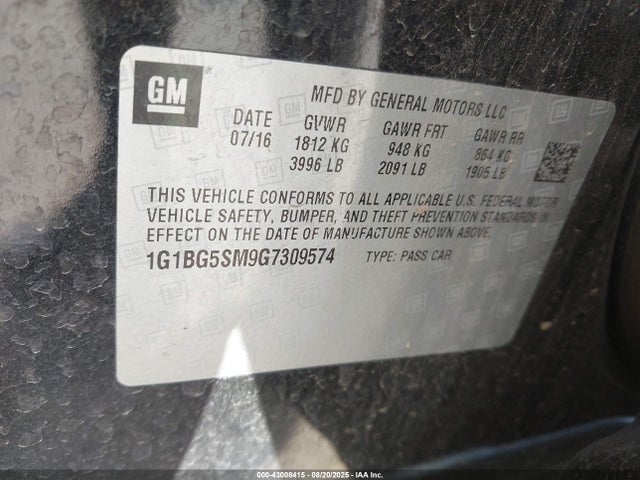 GM
MFD BY GENERAL MOTORS LLC
DATE GVWR GAWR FRT GAWR RR
07/16 1812 KG 948 KG 864 KG
3996 LB 2091 LB 1905 LB
THIS VEHICLE CONFORMS TO ALL APPLICABLE U.S. FEDERAL MOTOR
VEHICLE SAFETY, BUMPER, AND THEFT PREVENTION STANDARDS IN
EFFECT ON THE DATE OF MANUFACTURE SHOWN ABOVE.
1G1BG5SM9G7309574 TYPE: PASS CAR
000-43008415 - 08/20/2025 - IAA Inc.